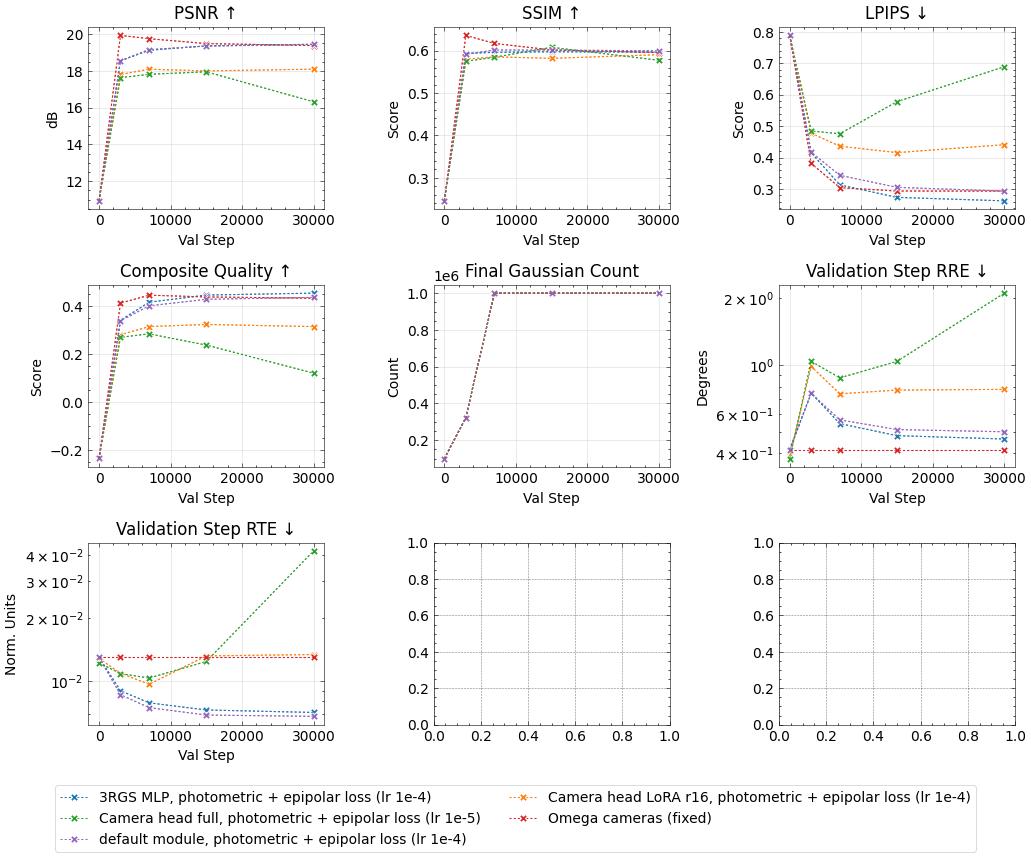 PSNR ↑
20
18
16
14
12
dB
0 10000 20000 30000
Val Step
SSIM ↑
0.6
0.5
0.4
0.3
Score
0 10000 20000 30000
Val Step
LPIPS ↓
0.8
0.7
0.6
0.5
0.4
0.3
Score
0 10000 20000 30000
Val Step
Composite Quality ↑
0.4
0.2
0.0
−0.2
Score
0 10000 20000 30000
Val Step
1e6 Final Gaussian Count
1.0
0.8
0.6
0.4
0.2
Count
0 10000 20000 30000
Val Step
Validation Step RRE ↓
2 × 10⁰
10⁰
6 × 10⁻¹
4 × 10⁻¹
Degrees
0 10000 20000 30000
Val Step
Validation Step RTE ↓
4 × 10⁻²
3 × 10⁻²
2 × 10⁻²
10⁻²
Norm. Units
0 10000 20000 30000
Val Step
1.0
0.8
0.6
0.4
0.2
0.0
0.0 0.2 0.4 0.6 0.8 1.0
1.0
0.8
0.6
0.4
0.2
0.0
0.0 0.2 0.4 0.6 0.8 1.0
3RGS MLP, photometric + epipolar loss (lr 1e-4)
Camera head full, photometric + epipolar loss (lr 1e-5)
default module, photometric + epipolar loss (lr 1e-4)
Camera head LoRA r16, photometric + epipolar loss (lr 1e-4)
Omega cameras (fixed)